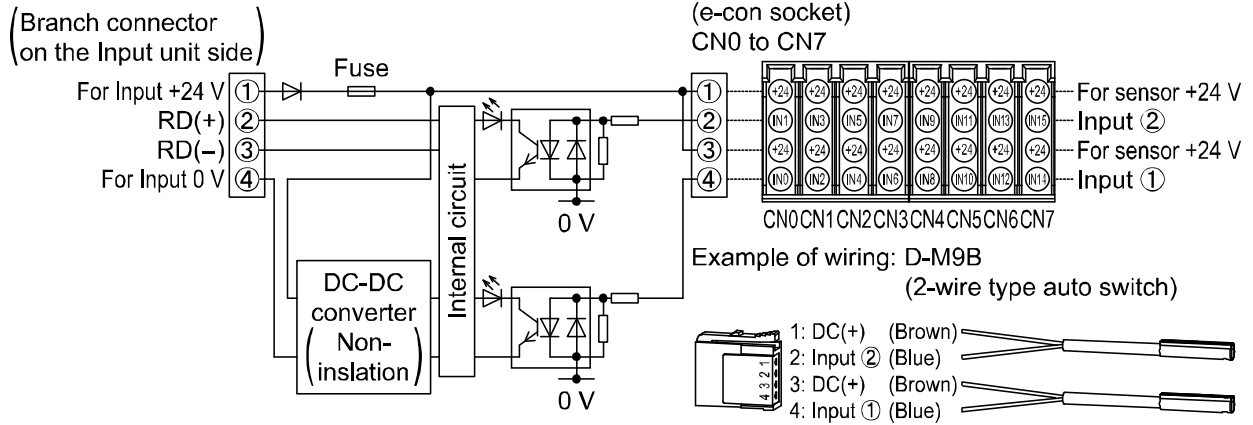 (Branch connector
on the Input unit side)
For Input +24 V ①
RD(+) ②
RD(−) ③
For Input 0 V ④
Fuse
Internal circuit
DC-DC
converter
(Non-
inslation)
0 V
0 V
(e-con socket)
CN0 to CN7
①
②
③
④
+24 +24 +24 +24 +24 +24 +24 +24
IN1 IN3 IN5 IN7 IN9 IN11 IN13 IN15
+24 +24 +24 +24 +24 +24 +24 +24
IN0 IN2 IN4 IN6 IN8 IN10 IN12 IN14
For sensor +24 V
Input ②
For sensor +24 V
Input ①
CN0 CN1 CN2 CN3 CN4 CN5 CN6 CN7
Example of wiring: D-M9B
(2-wire type auto switch)
4 3 2 1
1: DC(+) (Brown)
2: Input ② (Blue)
3: DC(+) (Brown)
4: Input ① (Blue)